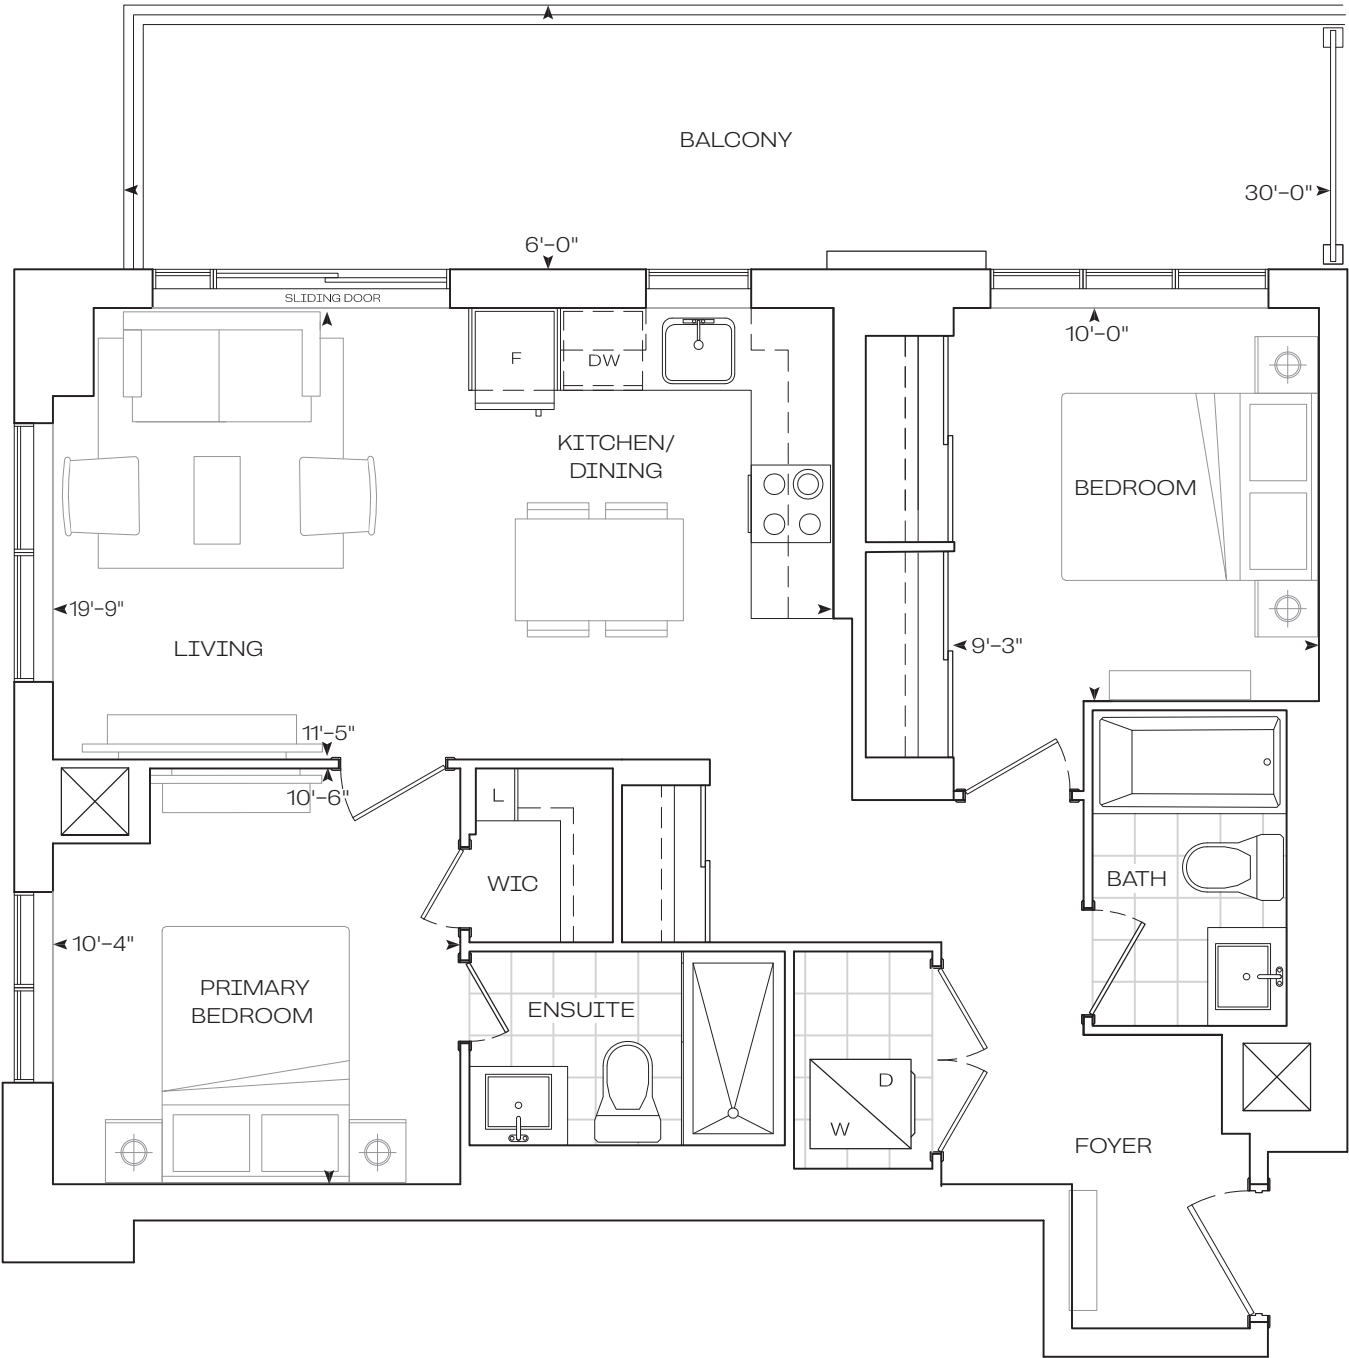 BALCONY
30'-0"
6'-0"
SLIDING DOOR
10'-0"
F
DW
KITCHEN/
DINING
BEDROOM
19'-9"
LIVING
9'-3"
11'-5"
10'-6"
L
WIC
BATH
10'-4"
PRIMARY
BEDROOM
ENSUITE
D
W
FOYER